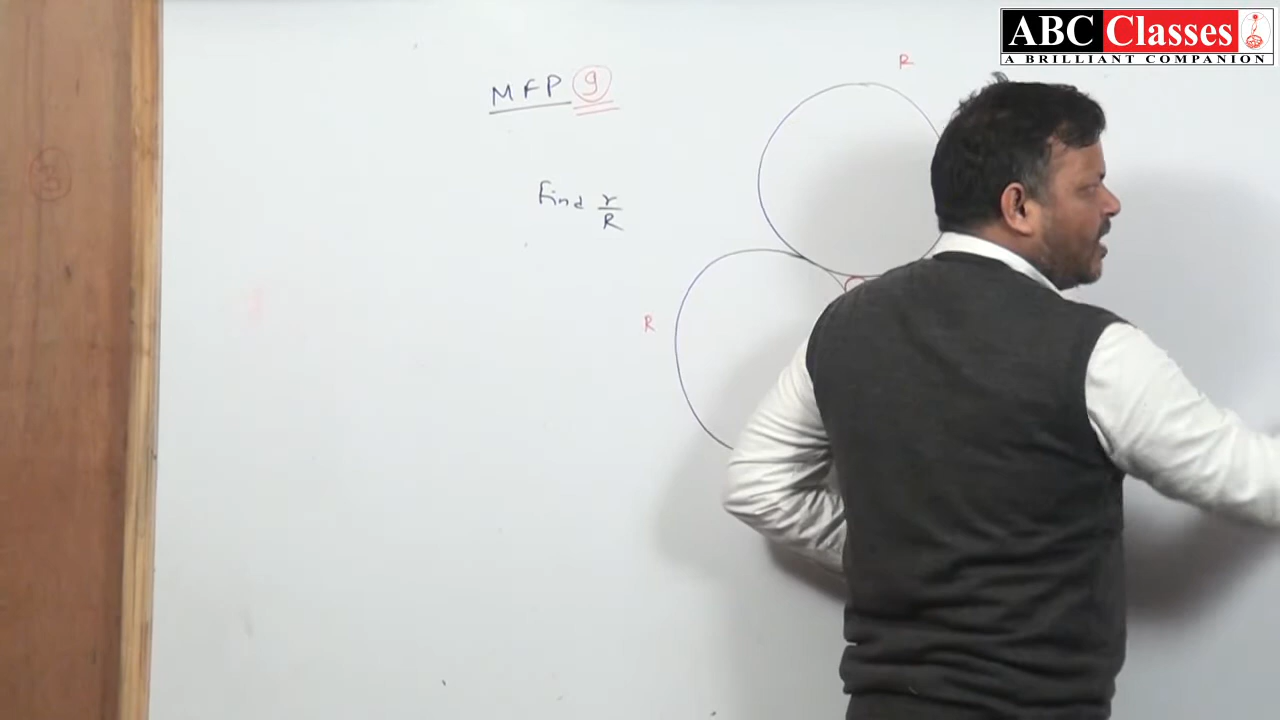 ABC Classes
A BRILLIANT COMPANION
R
MFP 9
Find r/R
R